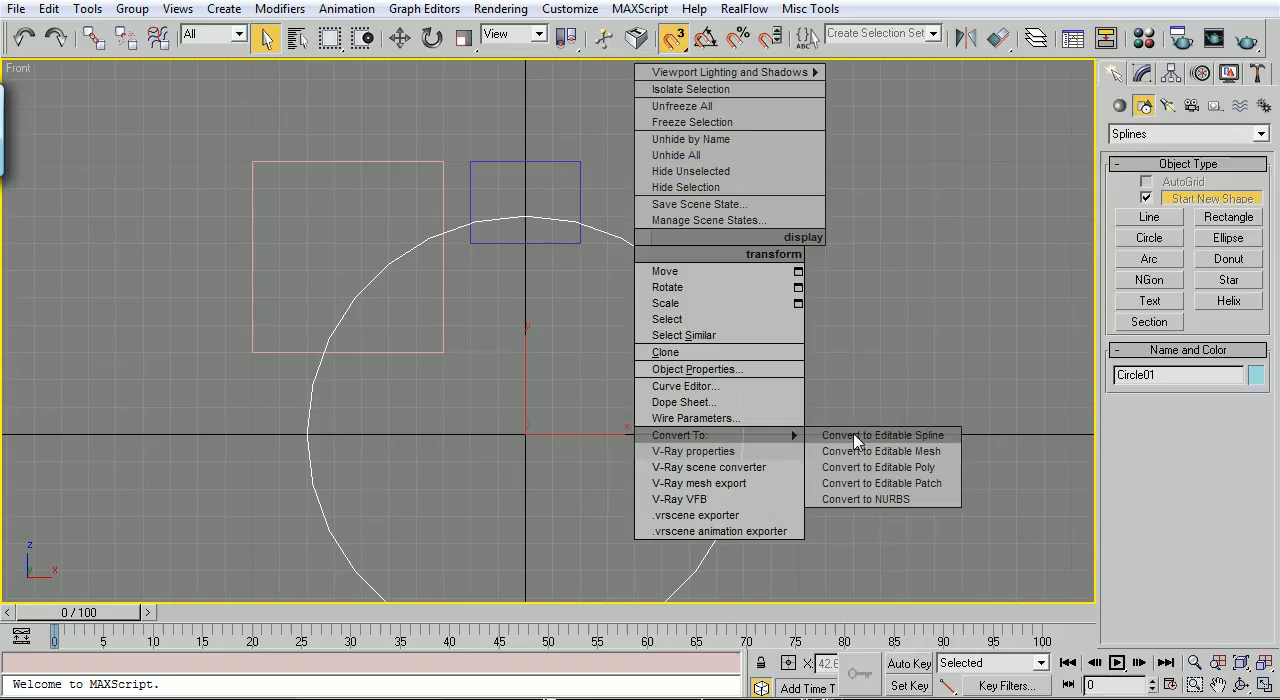 File Edit Tools Group Views Create Modifiers Animation Graph Editors Rendering Customize MAXScript Help RealFlow Misc Tools
All
View
3
Create Selection Set
Front
Viewport Lighting and Shadows
Isolate Selection
Unfreeze All
Freeze Selection
Unhide by Name
Unhide All
Hide Unselected
Hide Selection
Save Scene State...
Manage Scene States...
display
transform
Move
Rotate
Scale
Select
Select Similar
Clone
Object Properties...
Curve Editor...
Dope Sheet...
Wire Parameters...
Convert To:
V-Ray properties
V-Ray scene converter
V-Ray mesh export
V-Ray VFB
.vrscene exporter
.vrscene animation exporter
Convert to Editable Spline
Convert to Editable Mesh
Convert to Editable Poly
Convert to Editable Patch
Convert to NURBS
y
z
x
z
y
x
Splines
- Object Type
AutoGrid
Start New Shape
Line Rectangle
Circle Ellipse
Arc Donut
NGon Star
Text Helix
Section
- Name and Color
Circle01
< 0 / 100 >
0 5 10 15 20 25 30 35 40 45 50 55 60 65 70 75 80 85 90 95 100
X: 42.6
Auto Key Selected
Welcome to MAXScript.
Add Time T
Set Key Key Filters... 0